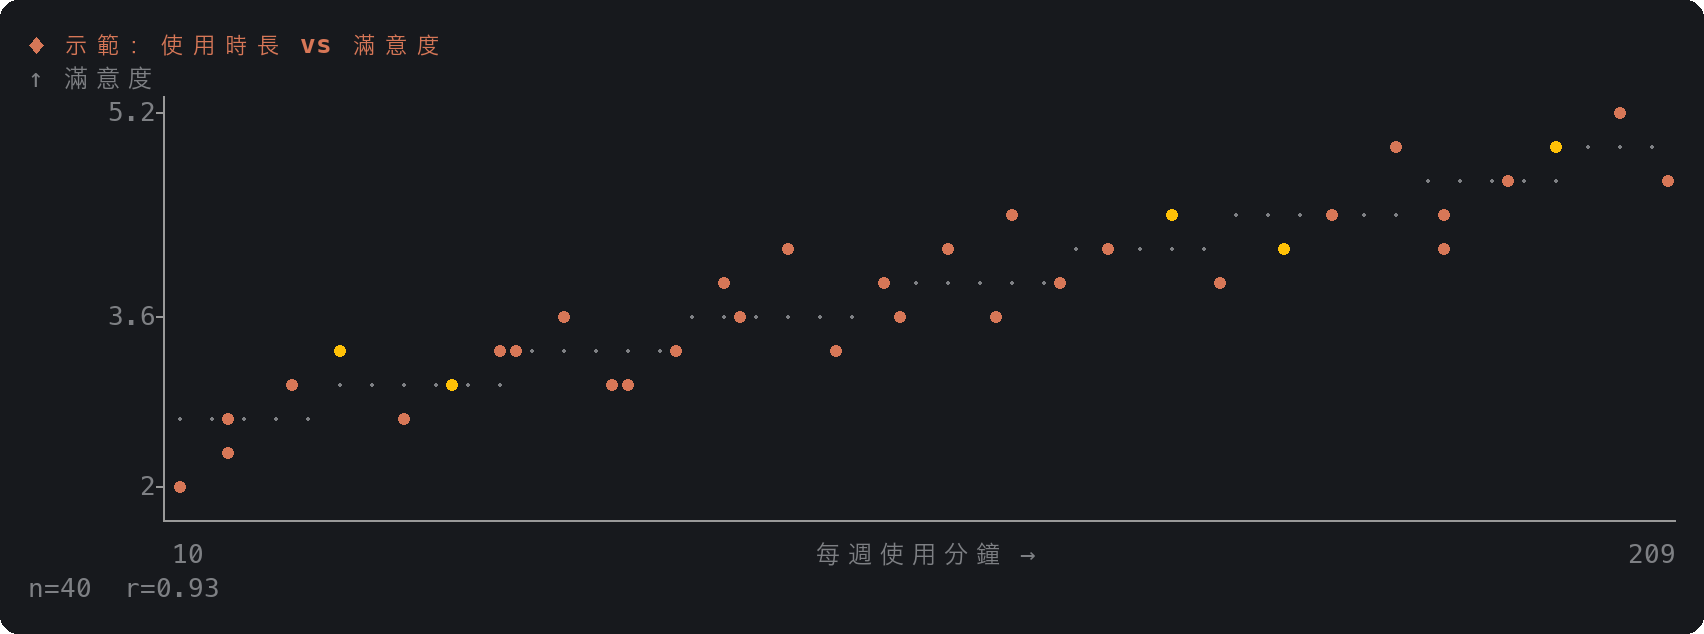 ♦ 示範: 使用時長 vs 滿意度
↑ 滿意度
5.2
3.6
2
10 每週使用分鐘 → 209
n=40 r=0.93